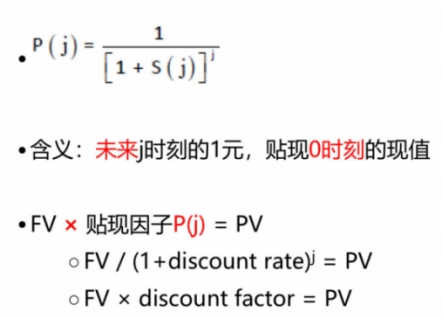 • P(j) = 1 / [1 + S(j)]^j
• 含义：未来j时刻的1元，贴现0时刻的现值
• FV × 贴现因子P(j) = PV
○ FV / (1+discount rate)^j = PV
○ FV × discount factor = PV